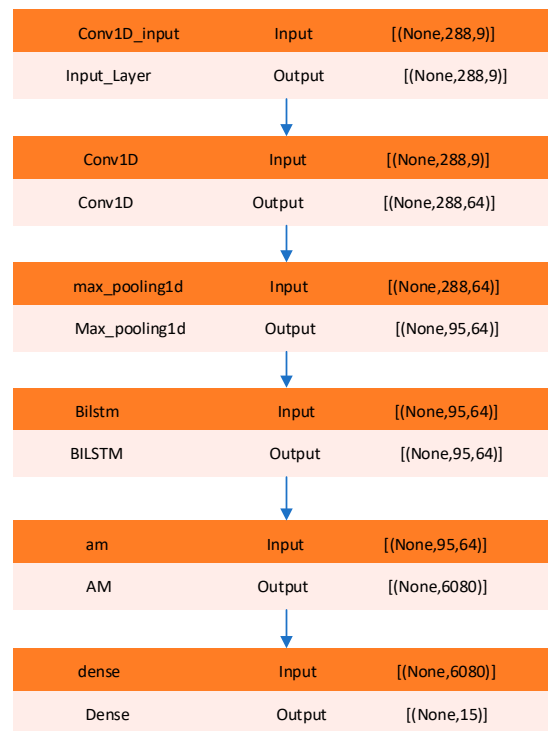 Conv1D_input Input [(None,288,9)]
Input_Layer Output [(None,288,9)]
Conv1D Input [(None,288,9)]
Conv1D Output [(None,288,64)]
max_pooling1d Input [(None,288,64)]
Max_pooling1d Output [(None,95,64)]
Bilstm Input [(None,95,64)]
BILSTM Output [(None,95,64)]
am Input [(None,95,64)]
AM Output [(None,6080)]
dense Input [(None,6080)]
Dense Output [(None,15)]